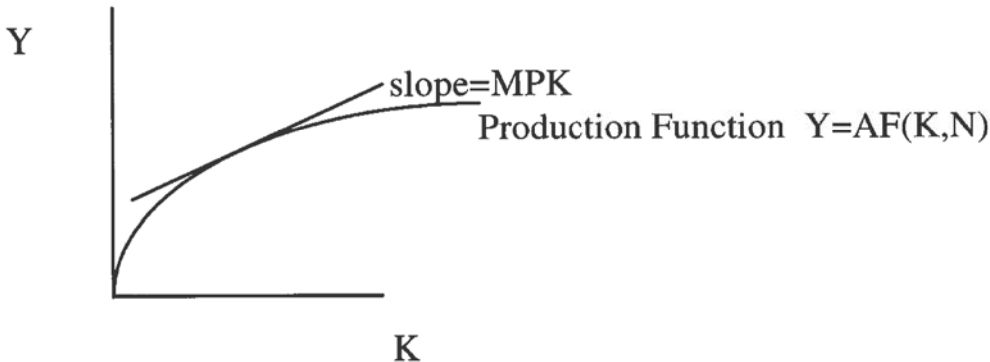 Y
slope=MPK
Production Function Y=AF(K,N)
K